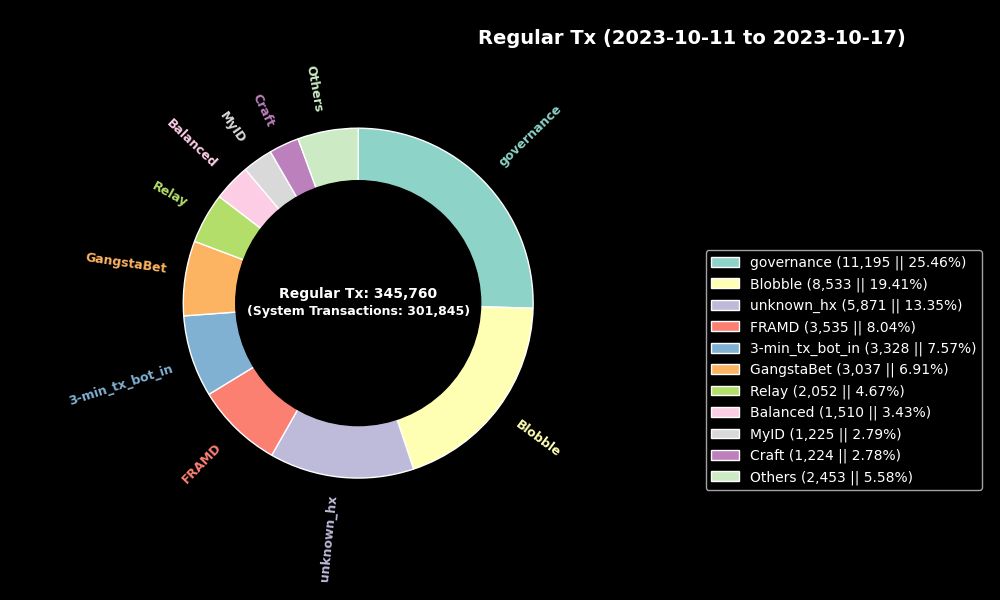 Regular Tx (2023-10-11 to 2023-10-17)
Others
Craft
MyID
Balanced
Relay
GangstaBet
3-min_tx_bot_in
FRAMD
unknown_hx
Blobble
governance
Regular Tx: 345,760
(System Transactions: 301,845)
governance (11,195 || 25.46%)
Blobble (8,533 || 19.41%)
unknown_hx (5,871 || 13.35%)
FRAMD (3,535 || 8.04%)
3-min_tx_bot_in (3,328 || 7.57%)
GangstaBet (3,037 || 6.91%)
Relay (2,052 || 4.67%)
Balanced (1,510 || 3.43%)
MyID (1,225 || 2.79%)
Craft (1,224 || 2.78%)
Others (2,453 || 5.58%)